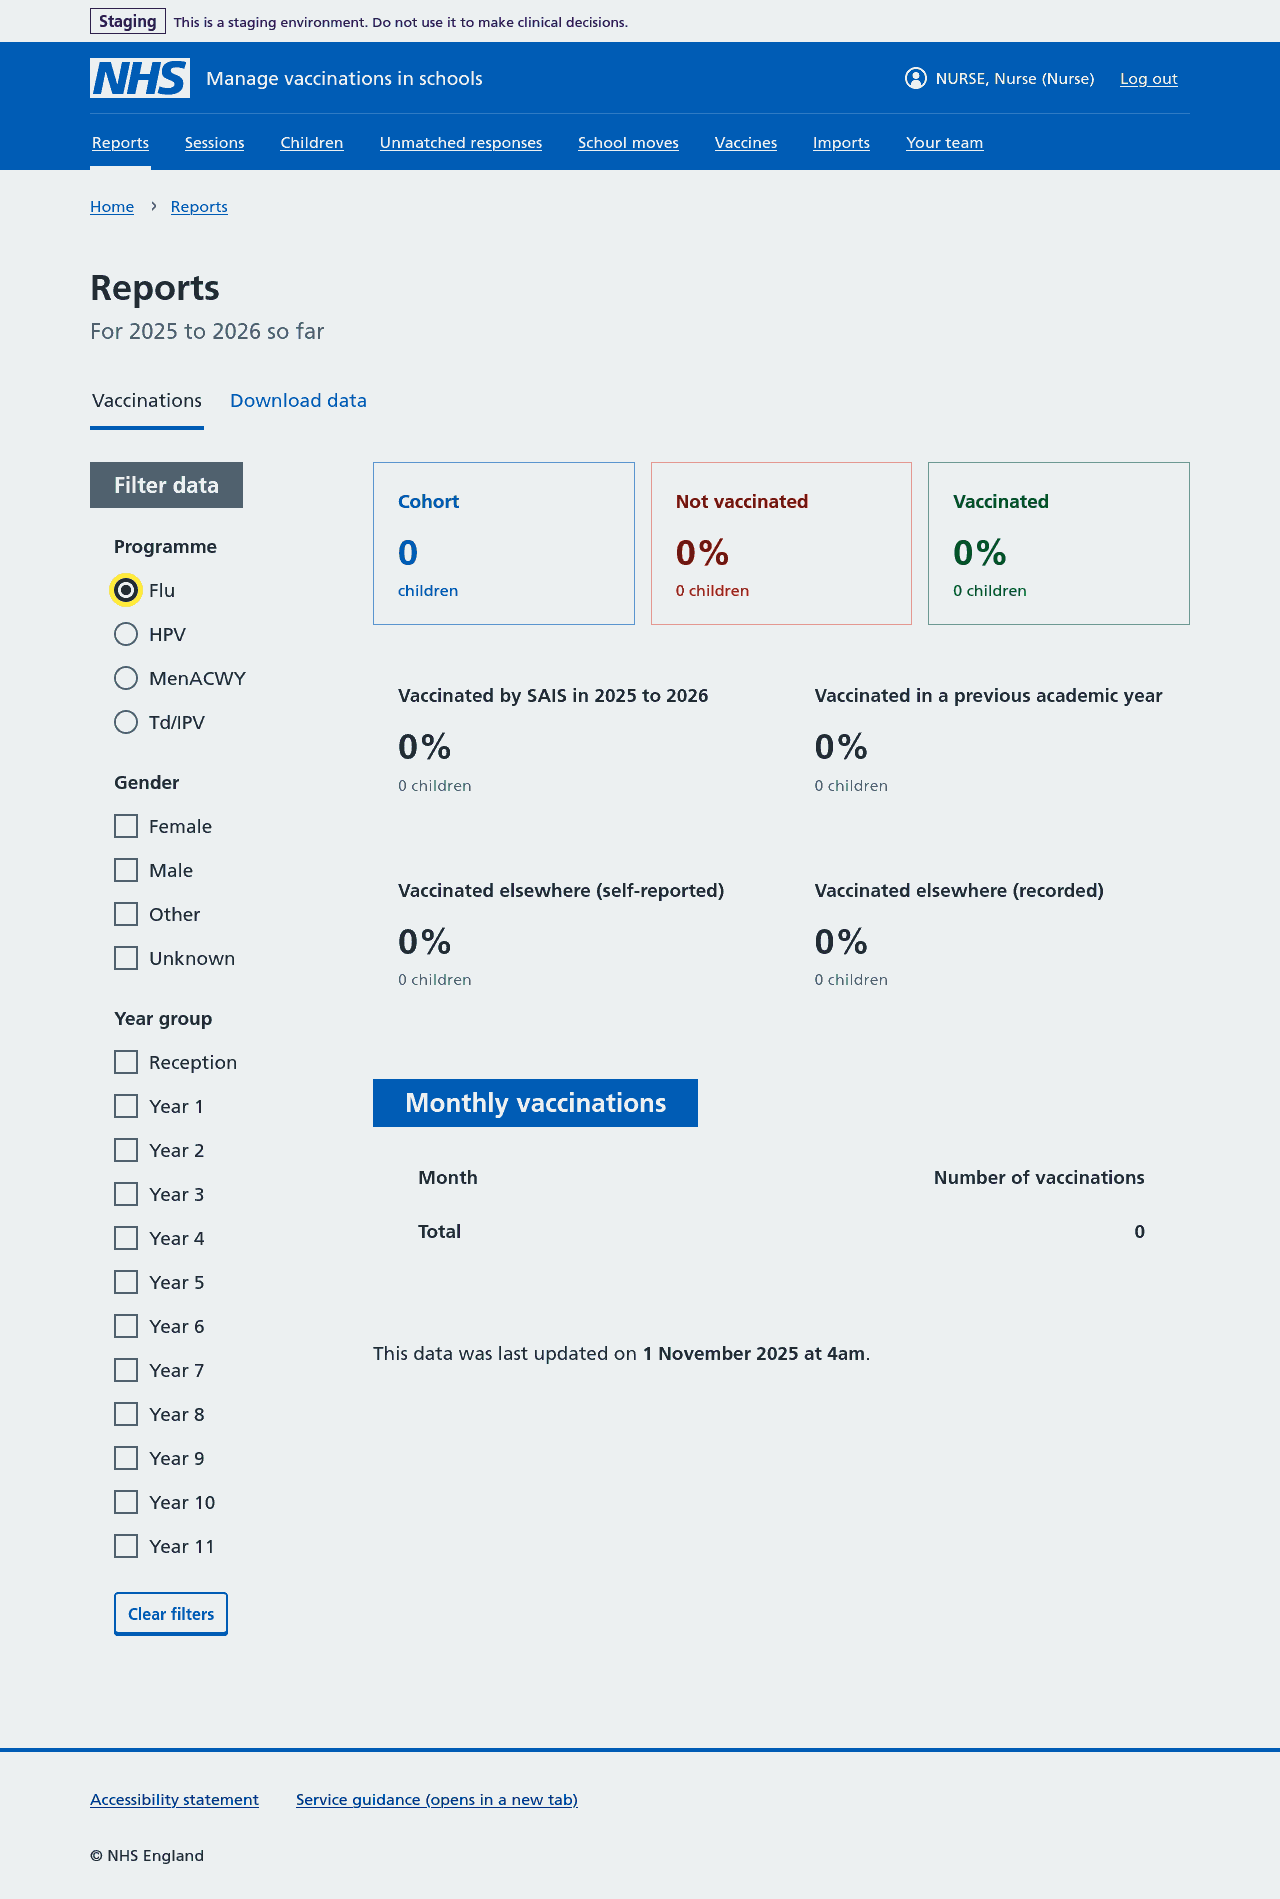 Staging This is a staging environment. Do not use it to make clinical decisions.
NHS Manage vaccinations in schools NURSE, Nurse (Nurse) Log out
Reports Sessions Children Unmatched responses School moves Vaccines Imports Your team
Home › Reports
Reports
For 2025 to 2026 so far
Vaccinations Download data
Filter data
Programme
Flu
HPV
MenACWY
Td/IPV
Gender
Female
Male
Other
Unknown
Year group
Reception
Year 1
Year 2
Year 3
Year 4
Year 5
Year 6
Year 7
Year 8
Year 9
Year 10
Year 11
Clear filters
Cohort
0
children
Not vaccinated
0%
0 children
Vaccinated
0%
0 children
Vaccinated by SAIS in 2025 to 2026
0%
0 children
Vaccinated in a previous academic year
0%
0 children
Vaccinated elsewhere (self-reported)
0%
0 children
Vaccinated elsewhere (recorded)
0%
0 children
Monthly vaccinations
Month Number of vaccinations
Total 0
This data was last updated on 1 November 2025 at 4am.
Accessibility statement Service guidance (opens in a new tab)
© NHS England